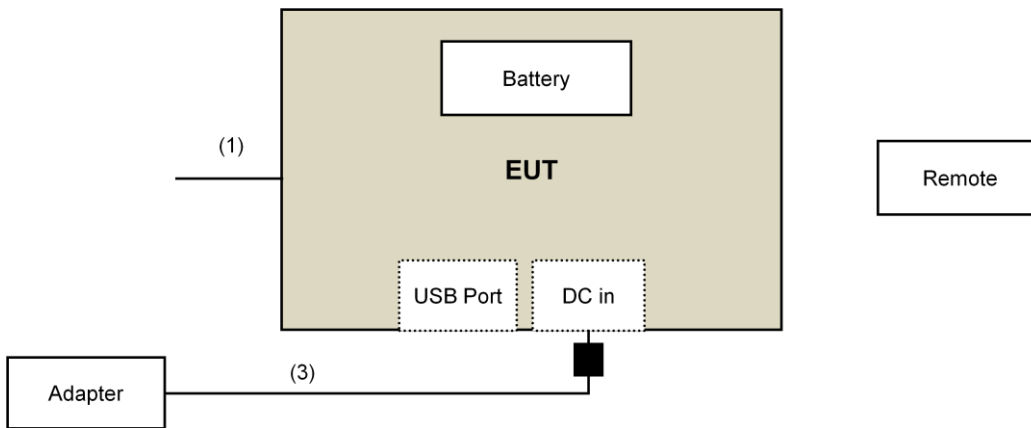 Battery
(1)
EUT
Remote
USB Port
DC in
(3)
Adapter